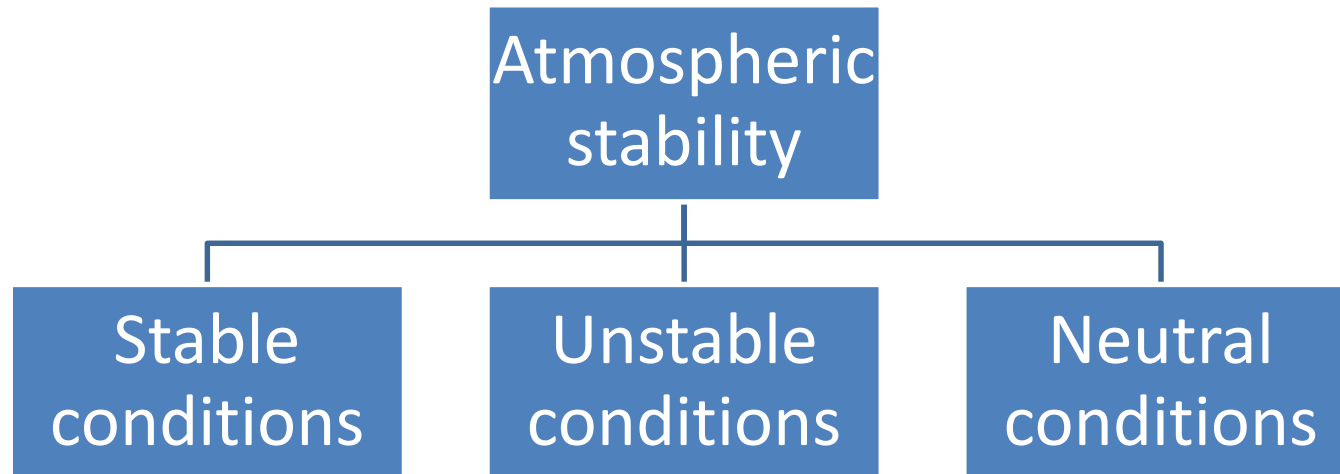 Atmospheric
stability
Stable
conditions
Unstable
conditions
Neutral
conditions